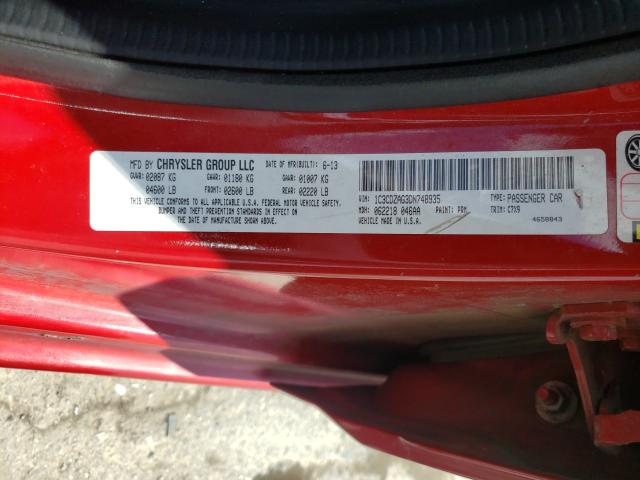 MFD BY CHRYSLER GROUP LLC DATE OF MFR(BUILT): 6-13
GVWR: 02087 KG GAWR: 01180 KG GAWR: 01007 KG
04600 LB FRONT: 02600 LB REAR: 02220 LB
THIS VEHICLE CONFORMS TO ALL APPLICABLE U.S.A. FEDERAL MOTOR VEHICLE SAFETY,
BUMPER AND THEFT PREVENTION STANDARDS IN EFFECT ON
THE DATE OF MANUFACTURE SHOWN ABOVE.
VIN: 1C3CDZAG3DN748935 TYPE: PASSENGER CAR
MDH: 062218 046AA PAINT: PRM TRIM: C7X9
VEHICLE MADE IN U.S.A. 4658843